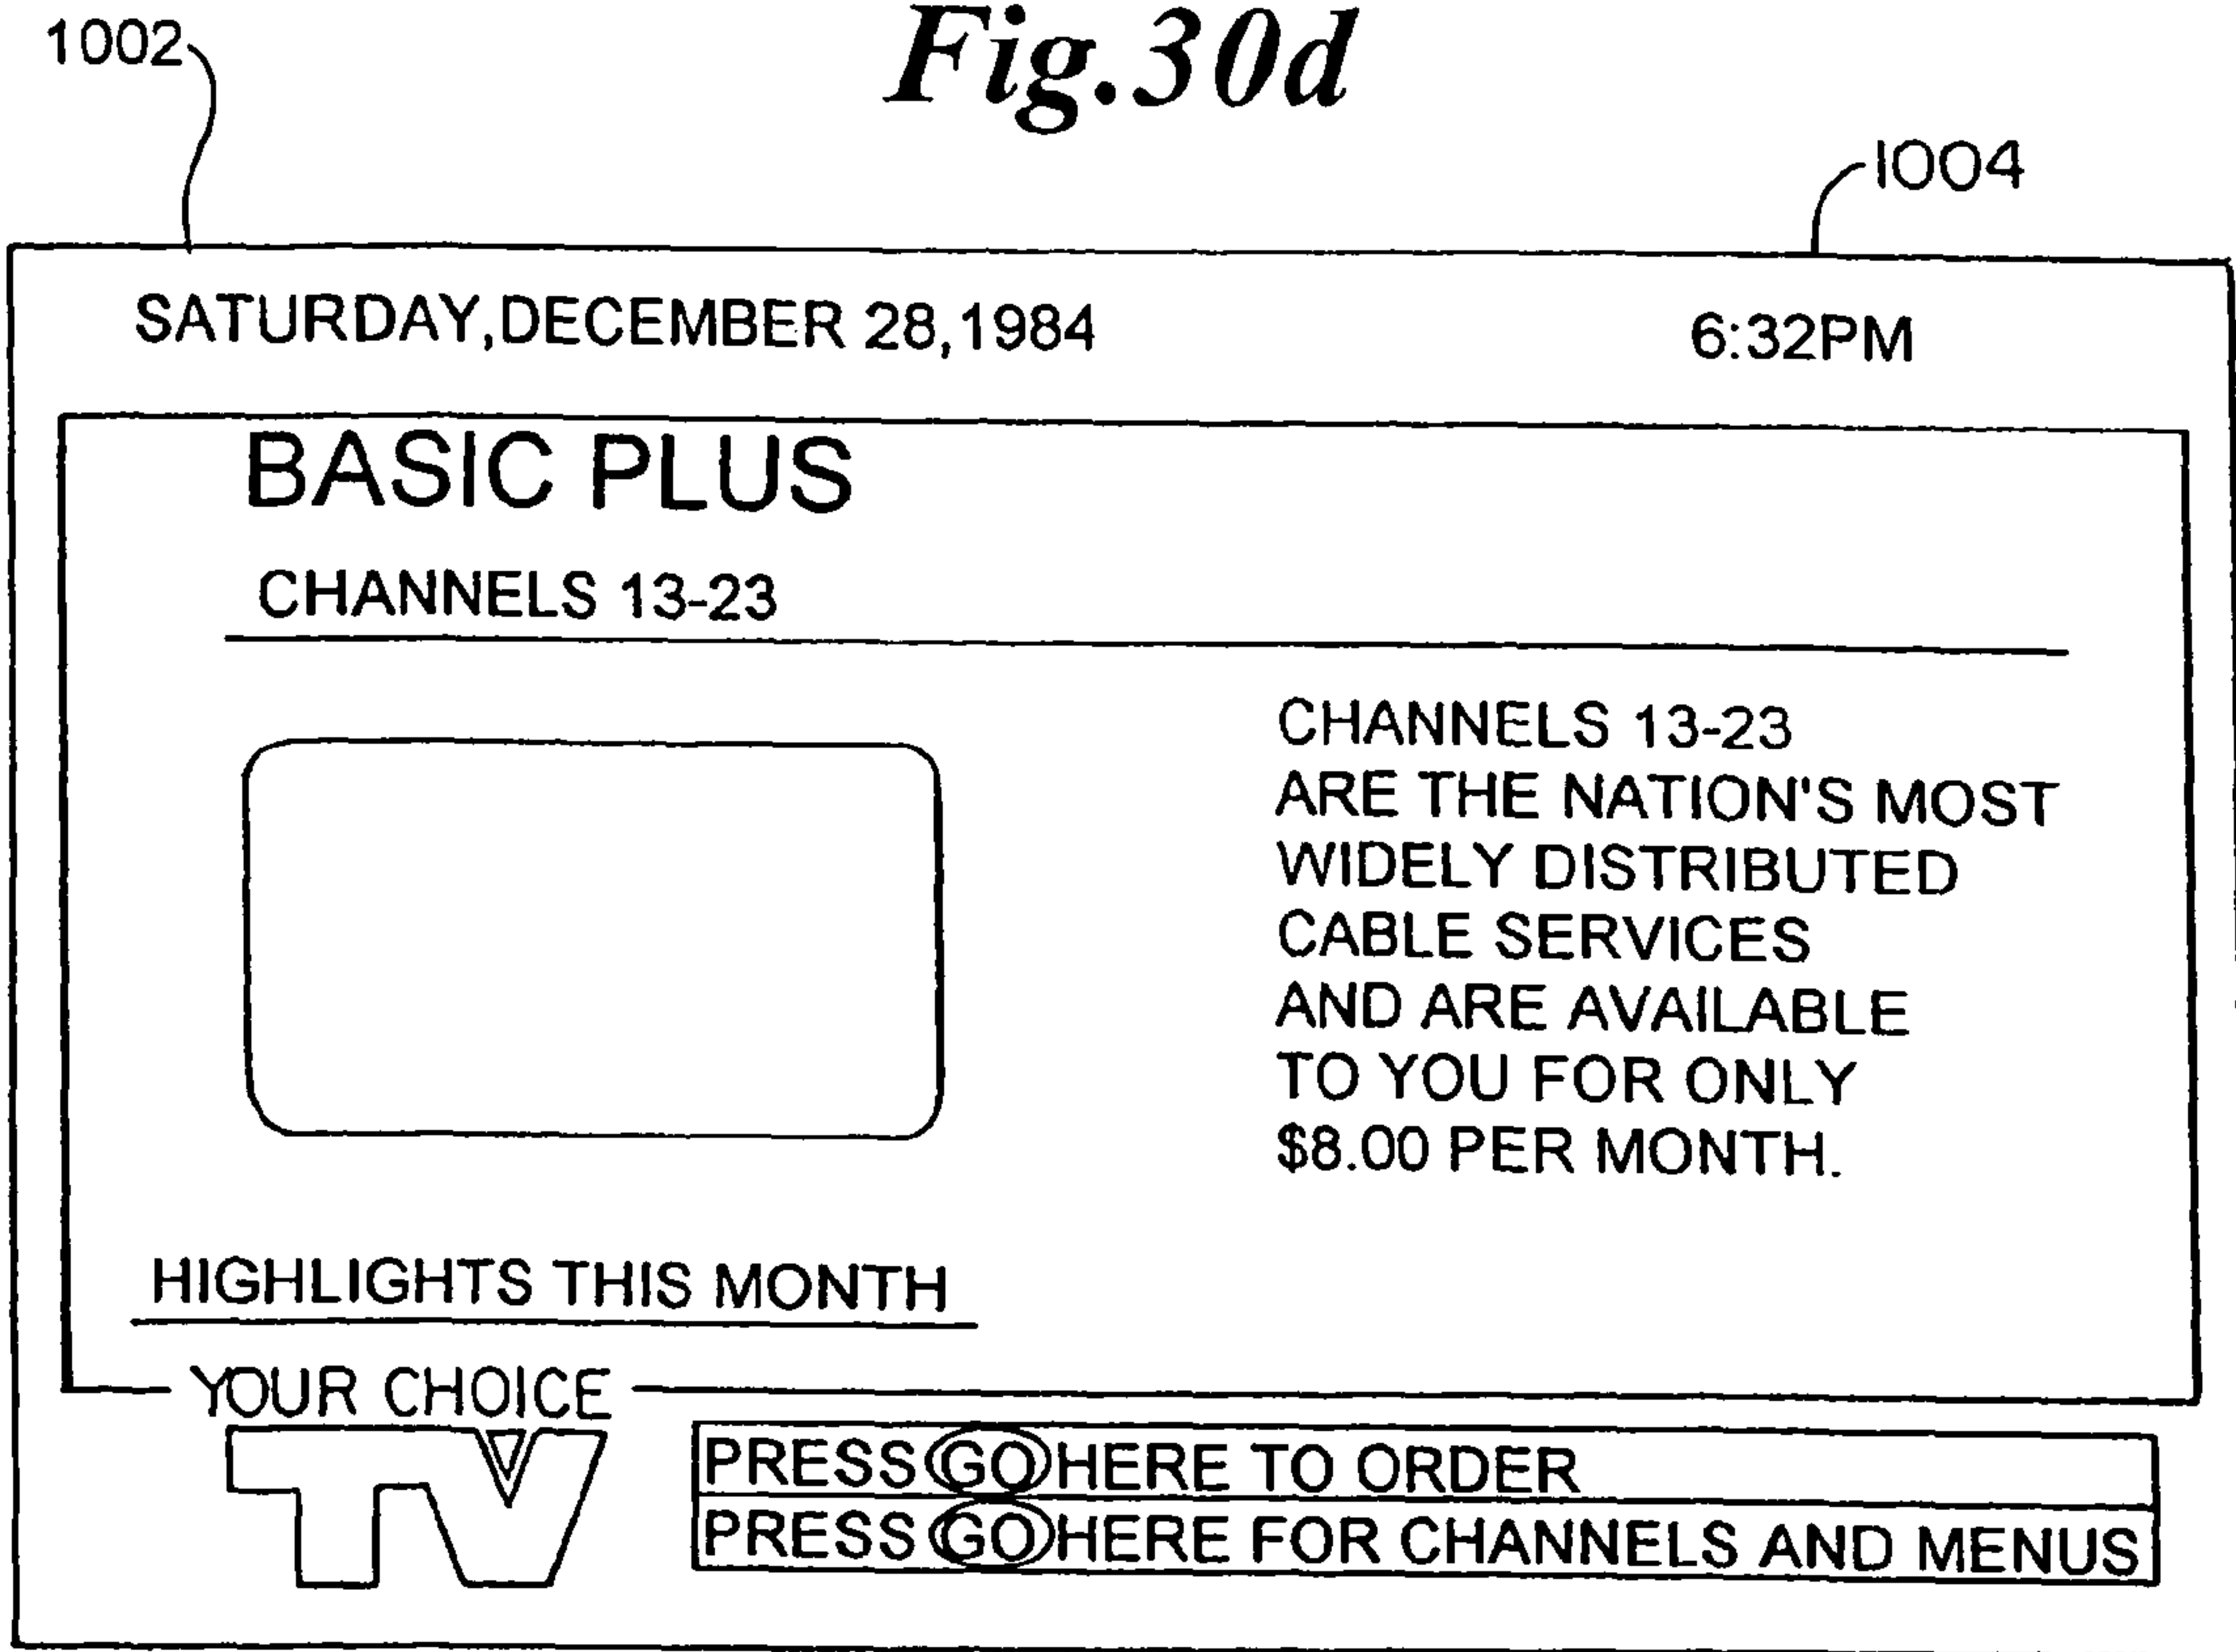 Fig.30d
1002
1004
SATURDAY,DECEMBER 28,1984
6:32PM
BASIC PLUS
CHANNELS 13-23
CHANNELS 13-23
ARE THE NATION'S MOST
WIDELY DISTRIBUTED
CABLE SERVICES
AND ARE AVAILABLE
TO YOU FOR ONLY
$8.00 PER MONTH.
HIGHLIGHTS THIS MONTH
YOUR CHOICE
TV
PRESS GO HERE TO ORDER
PRESS GO HERE FOR CHANNELS AND MENUS